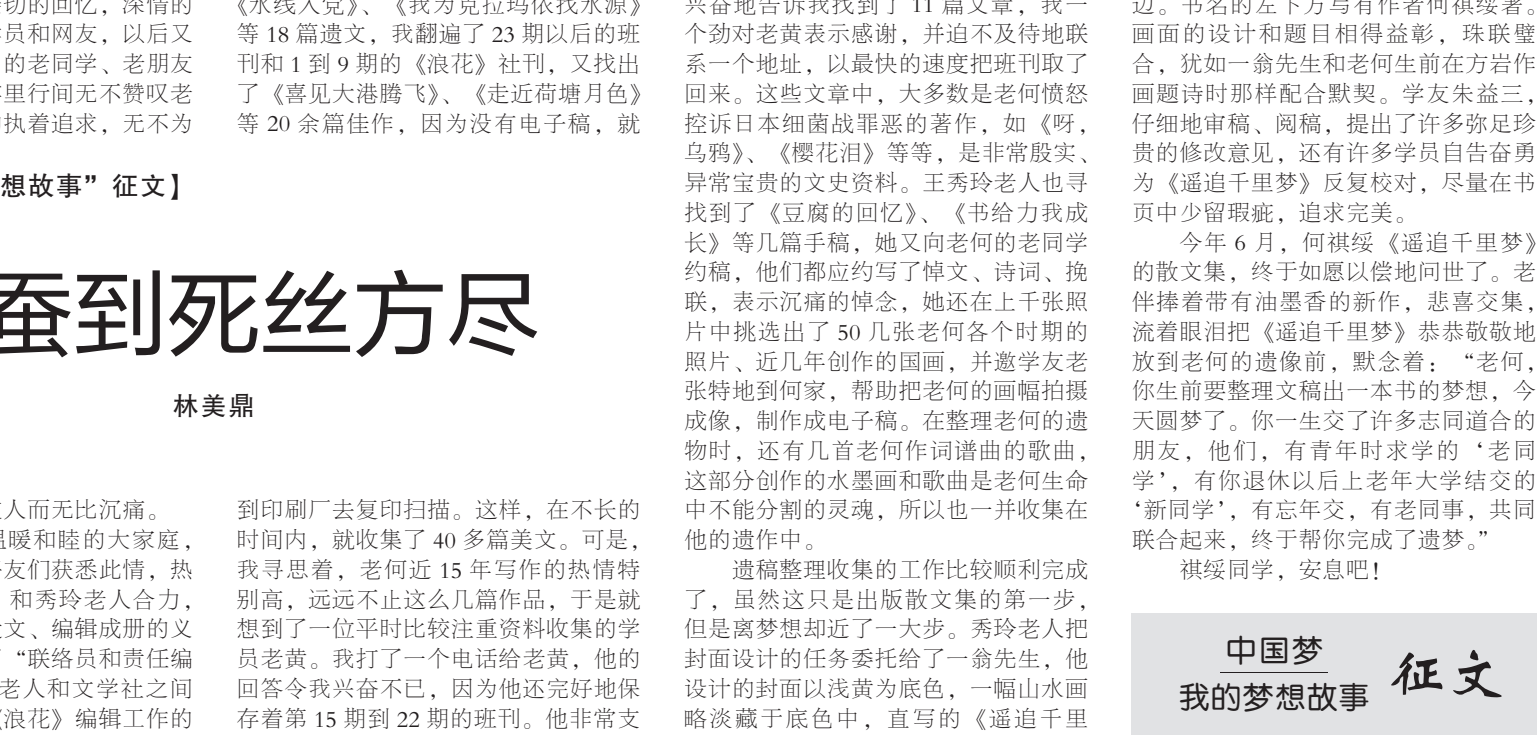 切的回忆，深情的
员和网友，以后又
的老同学、老朋友
里行间无不赞叹老
执着追求，无不为
《水线入党》、《我为克拉玛依找水源》
等 18 篇遗文，我翻遍了 23 期以后的班
刊和 1 到 9 期的《浪花》社刊，又找出
了《喜见大港腾飞》、《走近荷塘月色》
等 20 余篇佳作，因为没有电子稿，就
想故事”征文】
蚕到死丝方尽
林美鼎
人而无比沉痛。
温暖和睦的大家庭，
友们获悉此情，热
和秀玲老人合力，
文、编辑成册的义
“联络员和责任编
老人和文学社之间
《浪花》编辑工作的
到印刷厂去复印扫描。这样，在不长的
时间内，就收集了 40 多篇美文。可是，
我寻思着，老何近 15 年写作的热情特
别高，远远不止这么几篇作品，于是就
想到了一位平时比较注重资料收集的学
员老黄。我打了一个电话给老黄，他的
回答令我兴奋不已，因为他还完好地保
存着第 15 期到 22 期的班刊。他非常支
兴奋地告诉我找到了 11 篇文章，我一
个劲对老黄表示感谢，并迫不及待地联
系一个地址，以最快的速度把班刊取了
回来。这些文章中，大多数是老何愤怒
控诉日本细菌战罪恶的著作，如《呀，
乌鸦》、《樱花泪》等等，是非常殷实、
异常宝贵的文史资料。王秀玲老人也寻
找到了《豆腐的回忆》、《书给力我成
长》等几篇手稿，她又向老何的老同学
约稿，他们都应约写了悼文、诗词、挽
联，表示沉痛的悼念，她还在上千张照
片中挑选出了 50 几张老何各个时期的
照片、近几年创作的国画，并邀学友老
张特地到何家，帮助把老何的画幅拍摄
成像，制作成电子稿。在整理老何的遗
物时，还有几首老何作词谱曲的歌曲，
这部分创作的水墨画和歌曲是老何生命
中不能分割的灵魂，所以也一并收集在
他的遗作中。
遗稿整理收集的工作比较顺利完成
了，虽然这只是出版散文集的第一步，
但是离梦想却近了一大步。秀玲老人把
封面设计的任务委托给了一翁先生，他
设计的封面以浅黄为底色，一幅山水画
略淡藏于底色中，直写的《遥追千里
边。书名的左下方写有作者何祺绥著。
画面的设计和题目相得益彰，珠联璧
合，犹如一翁先生和老何生前在方岩作
画题诗时那样配合默契。学友朱益三，
仔细地审稿、阅稿，提出了许多弥足珍
贵的修改意见，还有许多学员自告奋勇
为《遥追千里梦》反复校对，尽量在书
页中少留瑕疵，追求完美。
今年 6 月，何祺绥《遥追千里梦》
的散文集，终于如愿以偿地问世了。老
伴捧着带有油墨香的新作，悲喜交集，
流着眼泪把《遥追千里梦》恭恭敬敬地
放到老何的遗像前，默念着：“老何，
你生前要整理文稿出一本书的梦想，今
天圆梦了。你一生交了许多志同道合的
朋友，他们，有青年时求学的‘老同
学’，有你退休以后上老年大学结交的
‘新同学’，有忘年交，有老同事，共同
联合起来，终于帮你完成了遗梦。”
祺绥同学，安息吧！
中国梦
我的梦想故事
征文